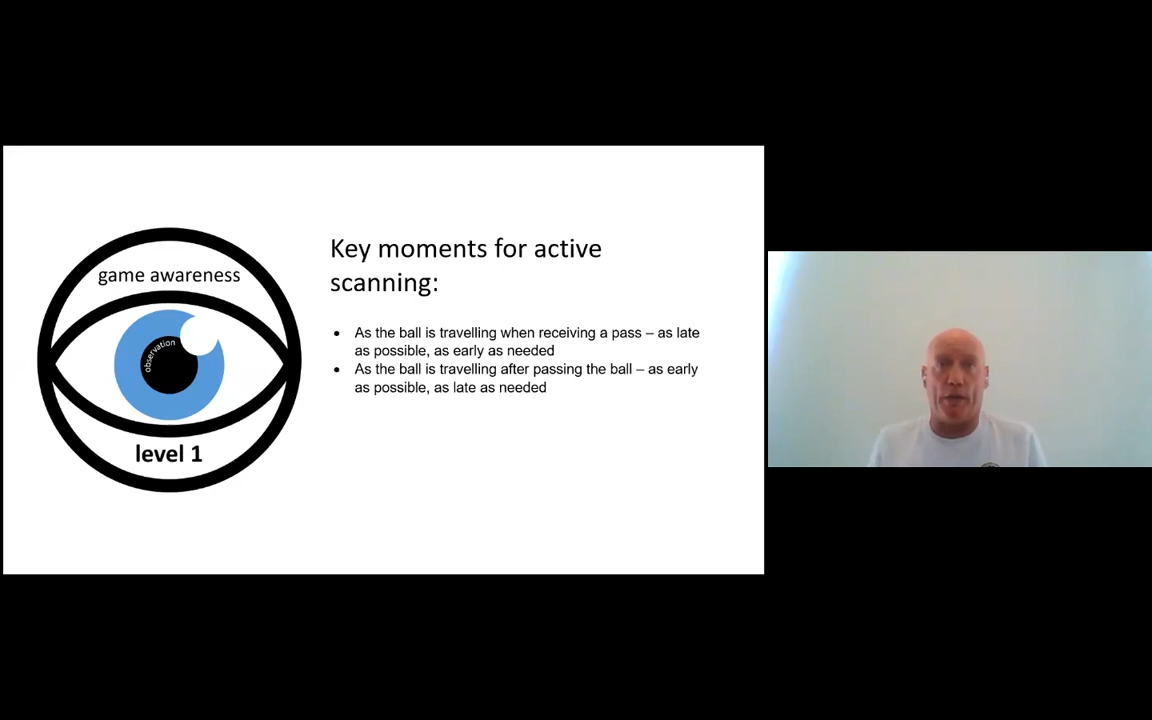 game awareness
observation
level 1
Key moments for active
scanning:
• As the ball is travelling when receiving a pass – as late
as possible, as early as needed
• As the ball is travelling after passing the ball – as early
as possible, as late as needed